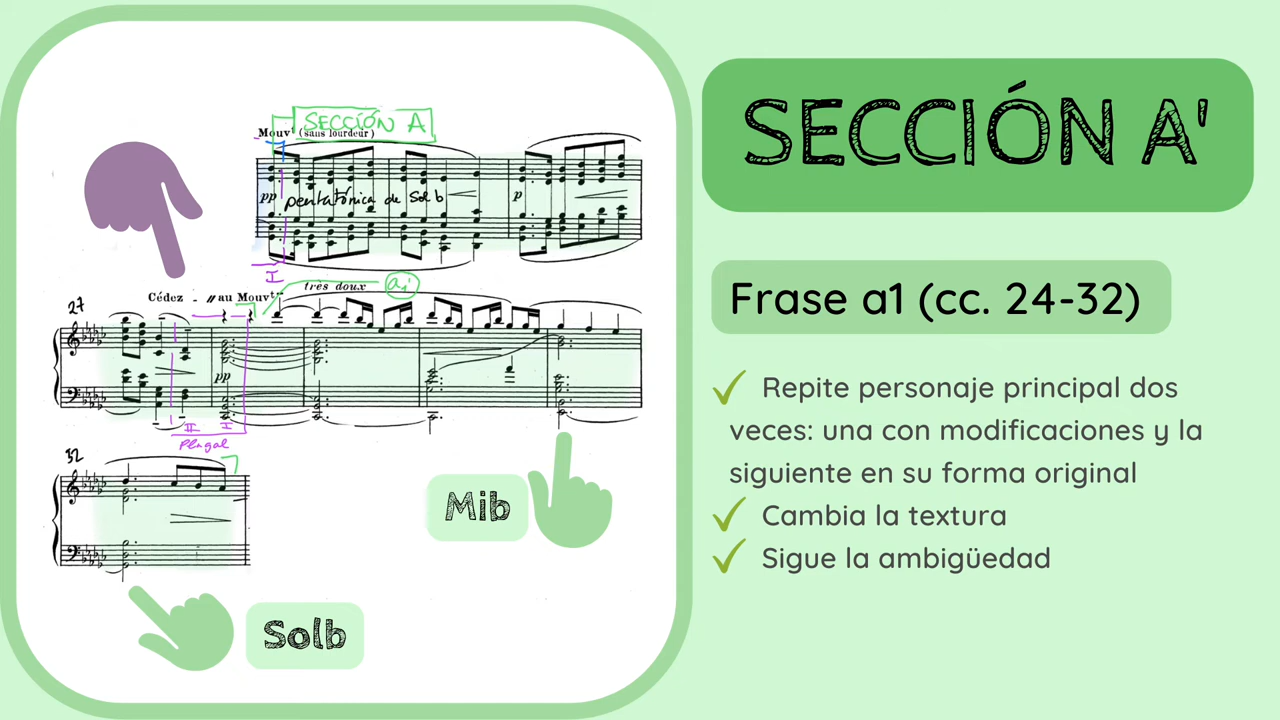 SECCIÓN A
Mouvt (sans lourdeur)
pp pentatónica de Sol b
p
I
très doux a1
27 Cédez - // au Mouvt
pp
II I
Plagal
32
Mib
Solb
SECCIÓN A'
Frase a1 (cc. 24-32)
✓ Repite personaje principal dos
veces: una con modificaciones y la
siguiente en su forma original
✓ Cambia la textura
✓ Sigue la ambigüedad